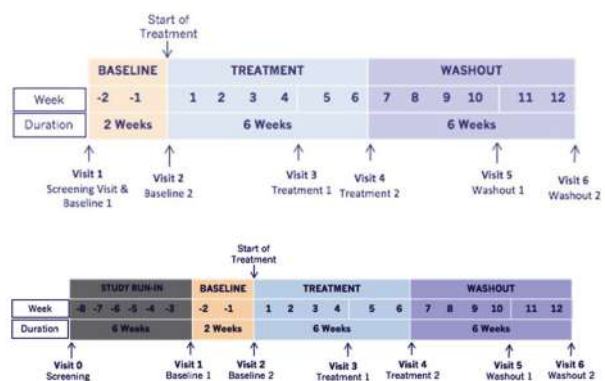 Start of
Treatment
BASELINE TREATMENT WASHOUT
Week -2 -1 1 2 3 4 5 6 7 8 9 10 11 12
Duration 2 Weeks 6 Weeks 6 Weeks
Visit 1 Visit 2 Visit 3 Visit 4 Visit 5 Visit 6
Screening Visit & Baseline 2 Treatment 1 Treatment 2 Washout 1 Washout 2
Baseline 1
Start of
Treatment
STUDY RUN-IN BASELINE TREATMENT WASHOUT
Week -8 -7 -6 -5 -4 -3 -2 -1 1 2 3 4 5 6 7 8 9 10 11 12
Duration 6 Weeks 2 Weeks 6 Weeks 6 Weeks
Visit 0 Visit 1 Visit 2 Visit 3 Visit 4 Visit 5 Visit 6
Screening Baseline 1 Baseline 2 Treatment 1 Treatment 2 Washout 1 Washout 2